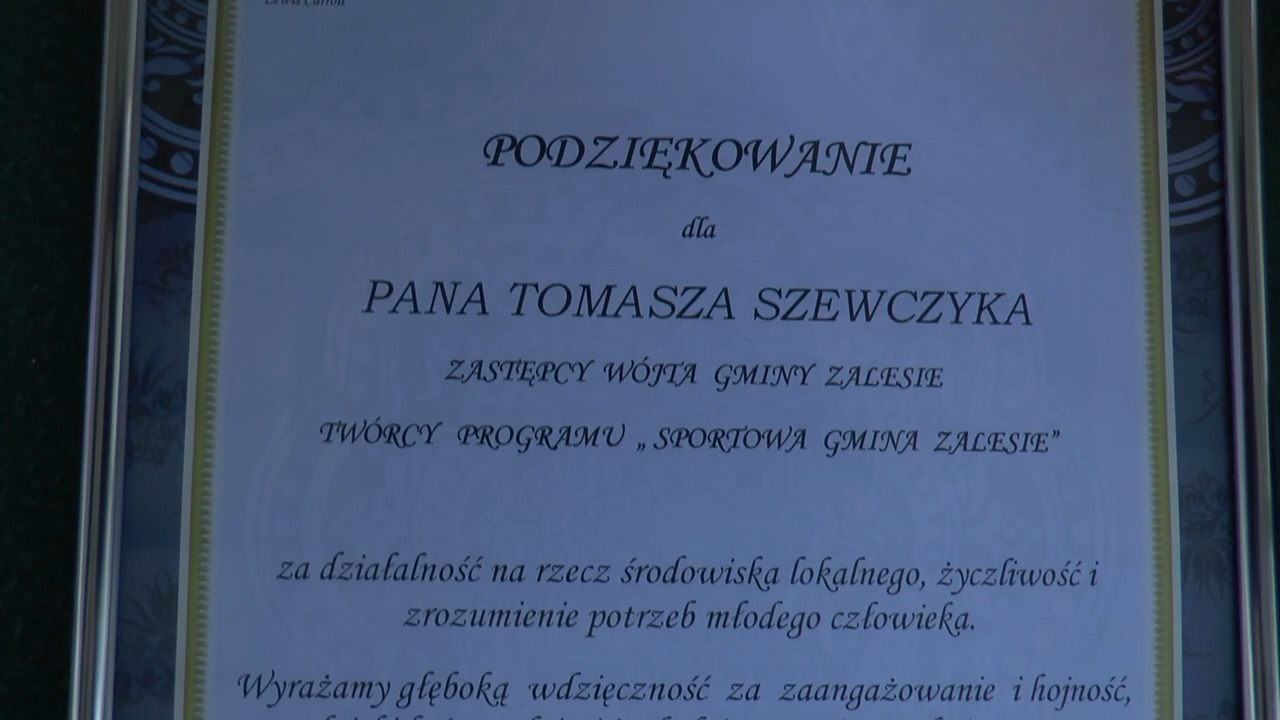 PODZIĘKOWANIE
dla
PANA TOMASZA SZEWCZYKA
ZASTĘPCY WÓJTA GMINY ZALESIE
TWÓRCY PROGRAMU „SPORTOWA GMINA ZALESIE”
za działalność na rzecz środowiska lokalnego, życzliwość i
zrozumienie potrzeb młodego człowieka.
Wyrażamy głęboką wdzięczność za zaangażowanie i hojność,